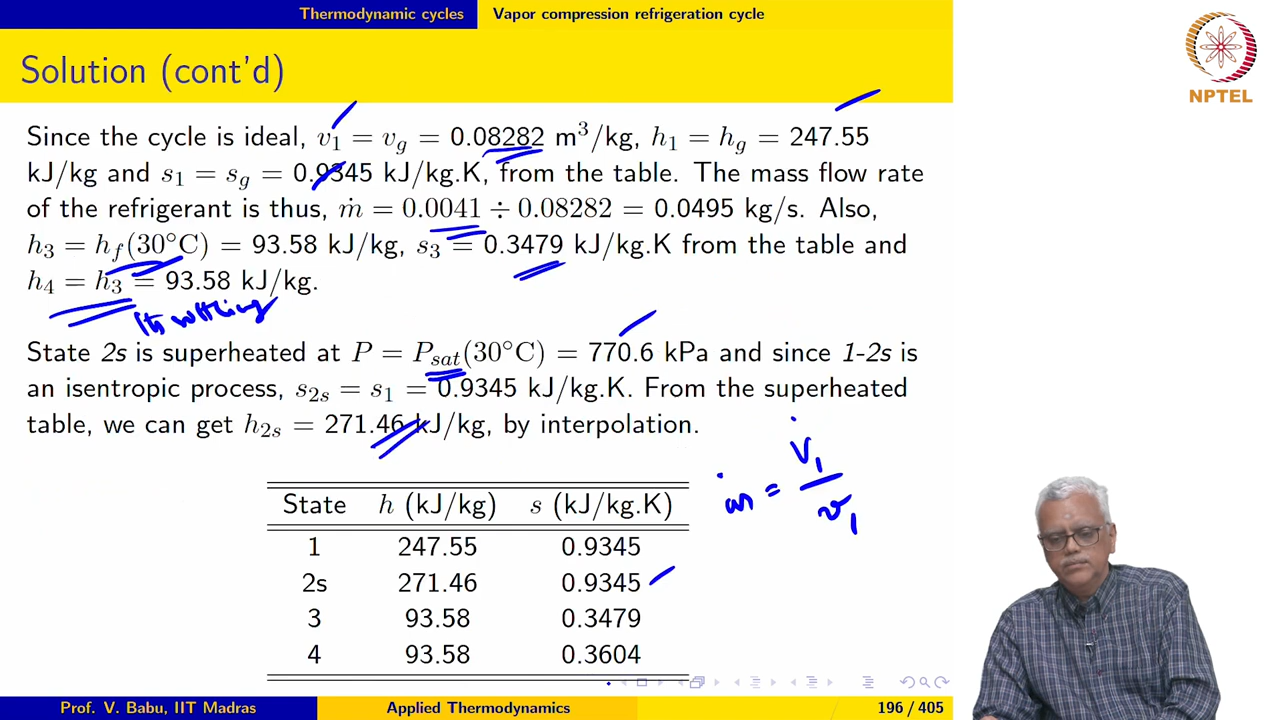 Thermodynamic cycles Vapor compression refrigeration cycle
Solution (cont'd)
NPTEL
Since the cycle is ideal, v₁ = v_g = 0.08282 m³/kg, h₁ = h_g = 247.55
kJ/kg and s₁ = s_g = 0.9345 kJ/kg.K, from the table. The mass flow rate
of the refrigerant is thus, ṁ = 0.0041 ÷ 0.08282 = 0.0495 kg/s. Also,
h₃ = h_f(30°C) = 93.58 kJ/kg, s₃ = 0.3479 kJ/kg.K from the table and
h₄ = h₃ = 93.58 kJ/kg.
State 2s is superheated at P = P_sat(30°C) = 770.6 kPa and since 1-2s is
an isentropic process, s₂ₛ = s₁ = 0.9345 kJ/kg.K. From the superheated
table, we can get h₂ₛ = 271.46 kJ/kg, by interpolation.
ṁ = V̇₁ / v₁
State h (kJ/kg) s (kJ/kg.K)
1 247.55 0.9345
2s 271.46 0.9345
3 93.58 0.3479
4 93.58 0.3604
Prof. V. Babu, IIT Madras Applied Thermodynamics 196 / 405